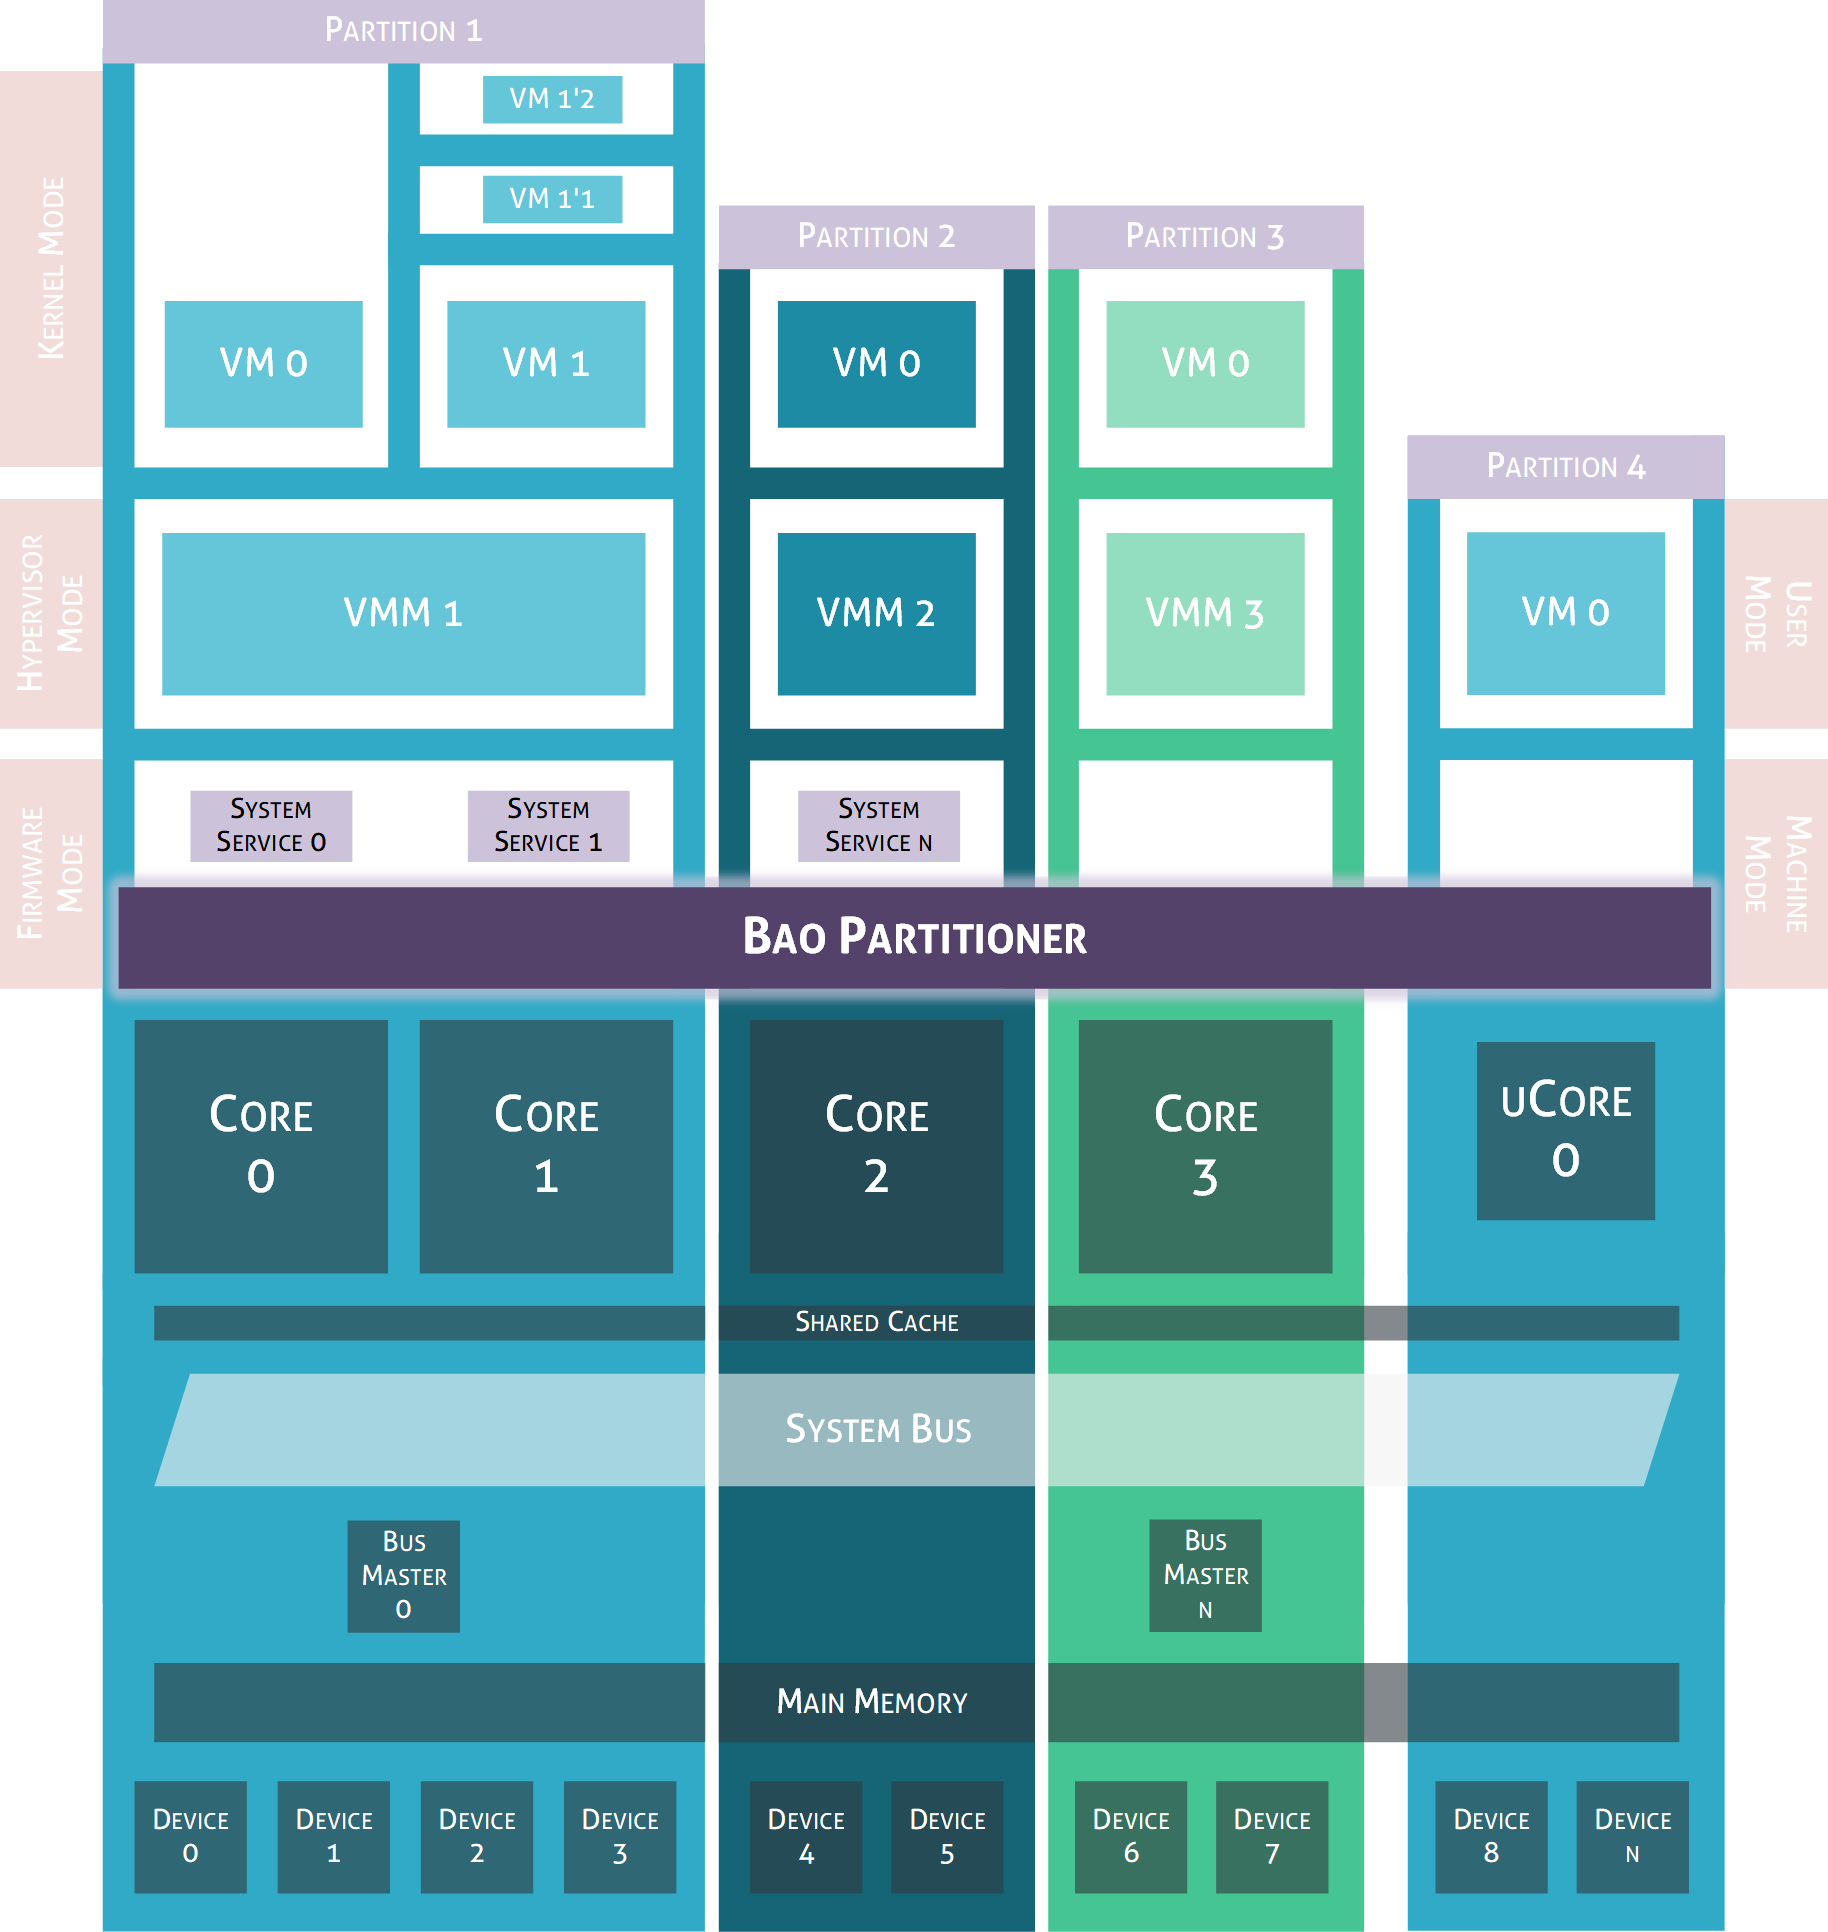 Partition 1
VM 1'2
VM 1'1
Kernel Mode
Partition 2
Partition 3
VM 0
VM 1
VM 0
VM 0
Partition 4
Hypervisor
Mode
VMM 1
VMM 2
VMM 3
VM 0
User
Mode
Firmware
Mode
System
Service 0
System
Service 1
System
Service n
Machine
Mode
Bao Partitioner
Core
0
Core
1
Core
2
Core
3
uCore
0
Shared Cache
System Bus
Bus
Master
0
Bus
Master
n
Main Memory
Device
0
Device
1
Device
2
Device
3
Device
4
Device
5
Device
6
Device
7
Device
8
Device
n